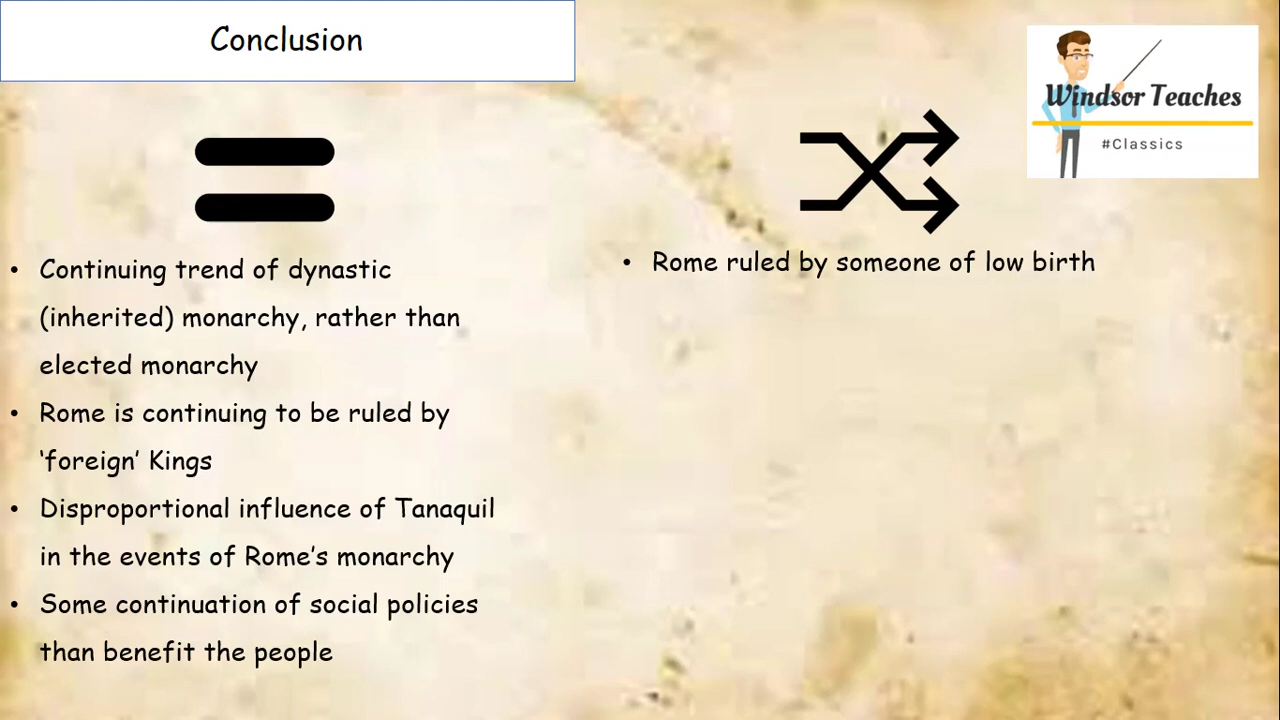 Conclusion
Windsor Teaches
#Classics
• Continuing trend of dynastic
(inherited) monarchy, rather than
elected monarchy
• Rome is continuing to be ruled by
‘foreign’ Kings
• Disproportional influence of Tanaquil
in the events of Rome’s monarchy
• Some continuation of social policies
than benefit the people
• Rome ruled by someone of low birth